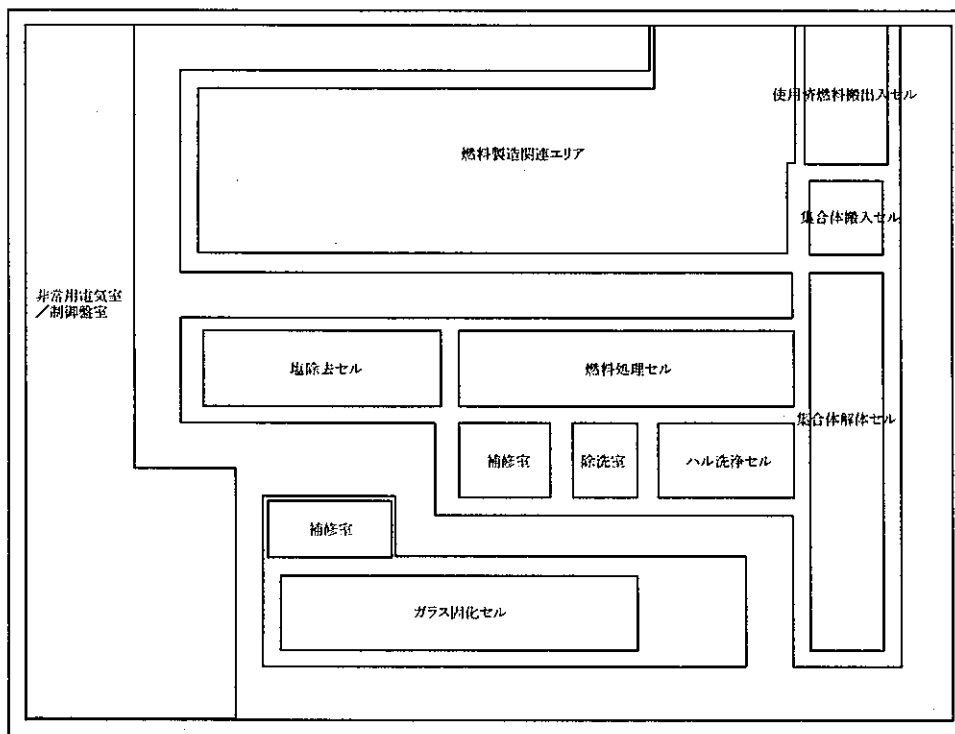 使用済燃料搬出入セル
燃料製造関連エリア
集合体搬入セル
非常用電気室
／制御盤室
塩除去セル
燃料処理セル
集合体解体セル
補修室
除洗室
ハル洗浄セル
補修室
ガラス固化セル